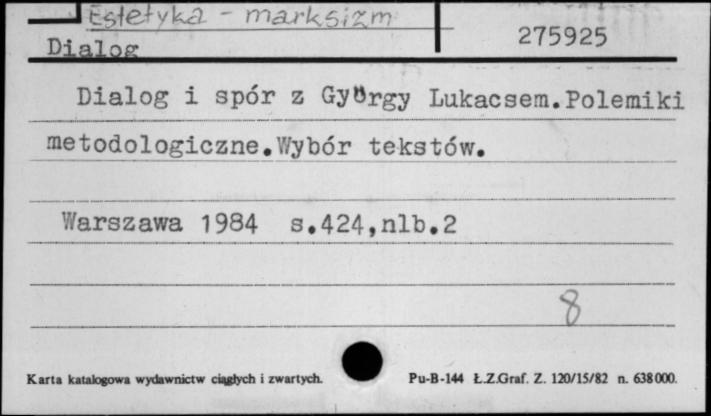 Estetyka - marksizm
Dialog
275925
Dialog i spór z György Lukacsem.Polemiki
metodologiczne.Wybór tekstów.
Warszawa 1984 s.424,nlb.2
8
Karta katalogowa wydawnictw ciągłych i zwartych.
Pu-B-144 Ł.Z.Graf. Z. 120/15/82 n. 638000.